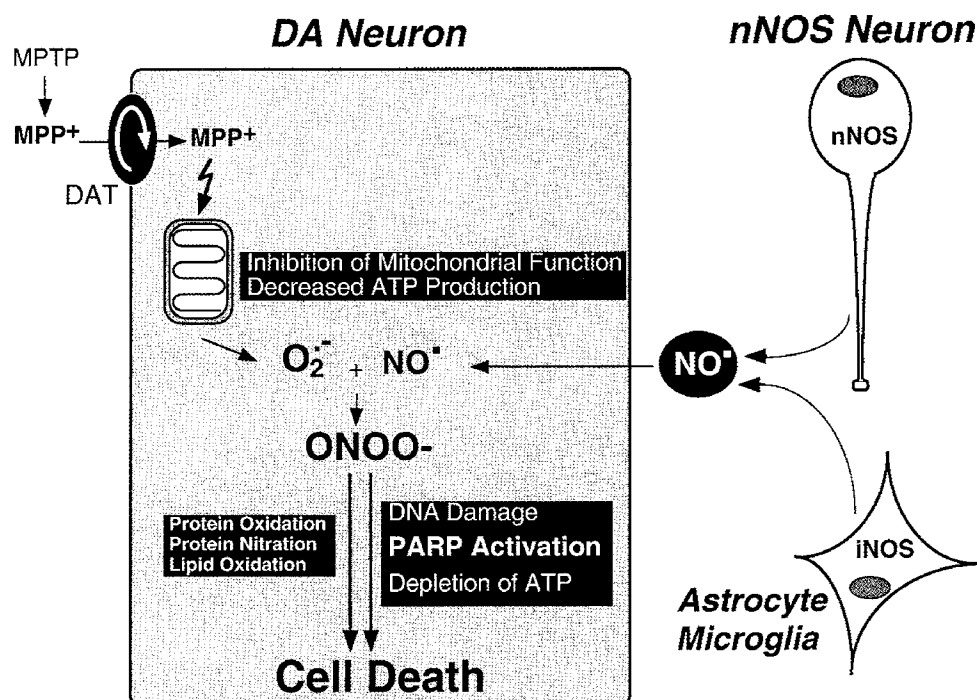 DA Neuron
nNOS Neuron
MPTP
MPP+
MPP+
DAT
nNOS
Inhibition of Mitochondrial Function
Decreased ATP Production
O2·- + NO·
NO·
ONOO-
Protein Oxidation
Protein Nitration
Lipid Oxidation
DNA Damage
PARP Activation
Depletion of ATP
iNOS
Astrocyte
Microglia
Cell Death